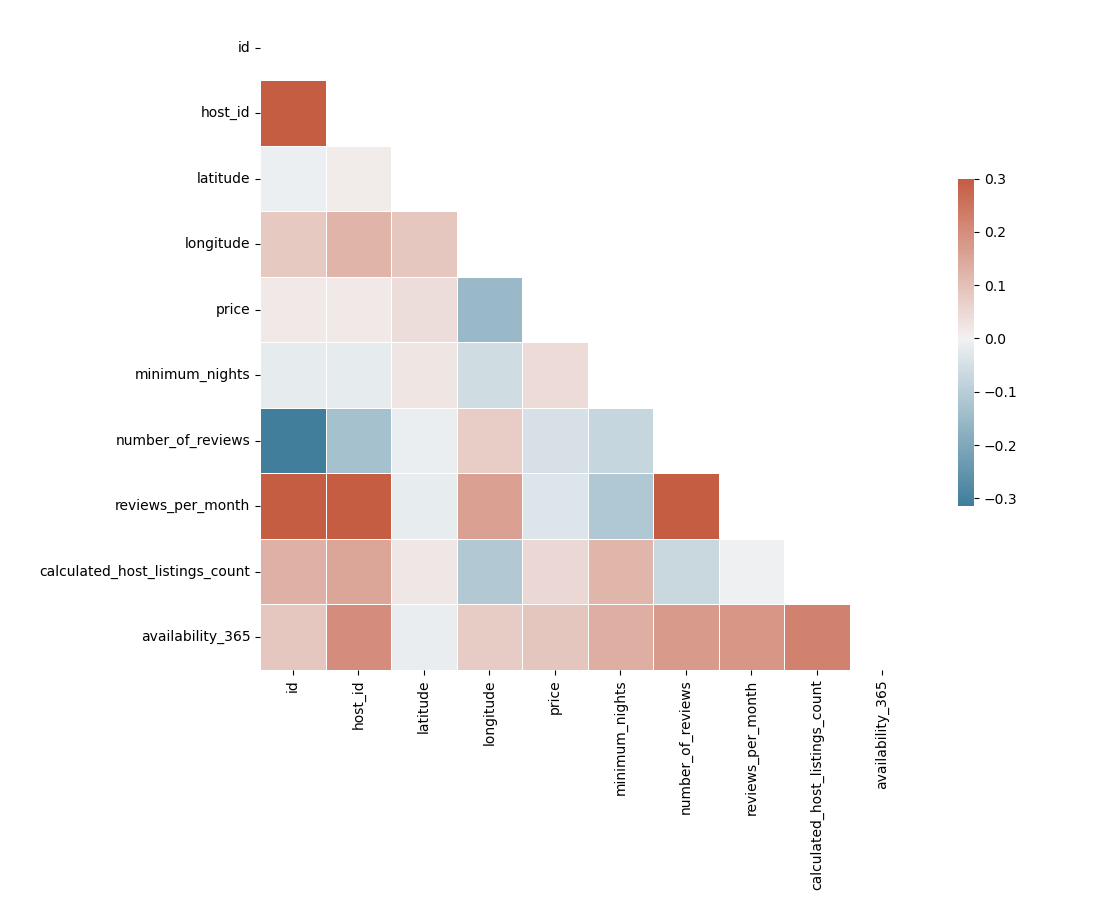 id
host_id
latitude
longitude
price
minimum_nights
number_of_reviews
reviews_per_month
calculated_host_listings_count
availability_365
id
host_id
latitude
longitude
price
minimum_nights
number_of_reviews
reviews_per_month
calculated_host_listings_count
availability_365
0.3
0.2
0.1
0.0
−0.1
−0.2
−0.3